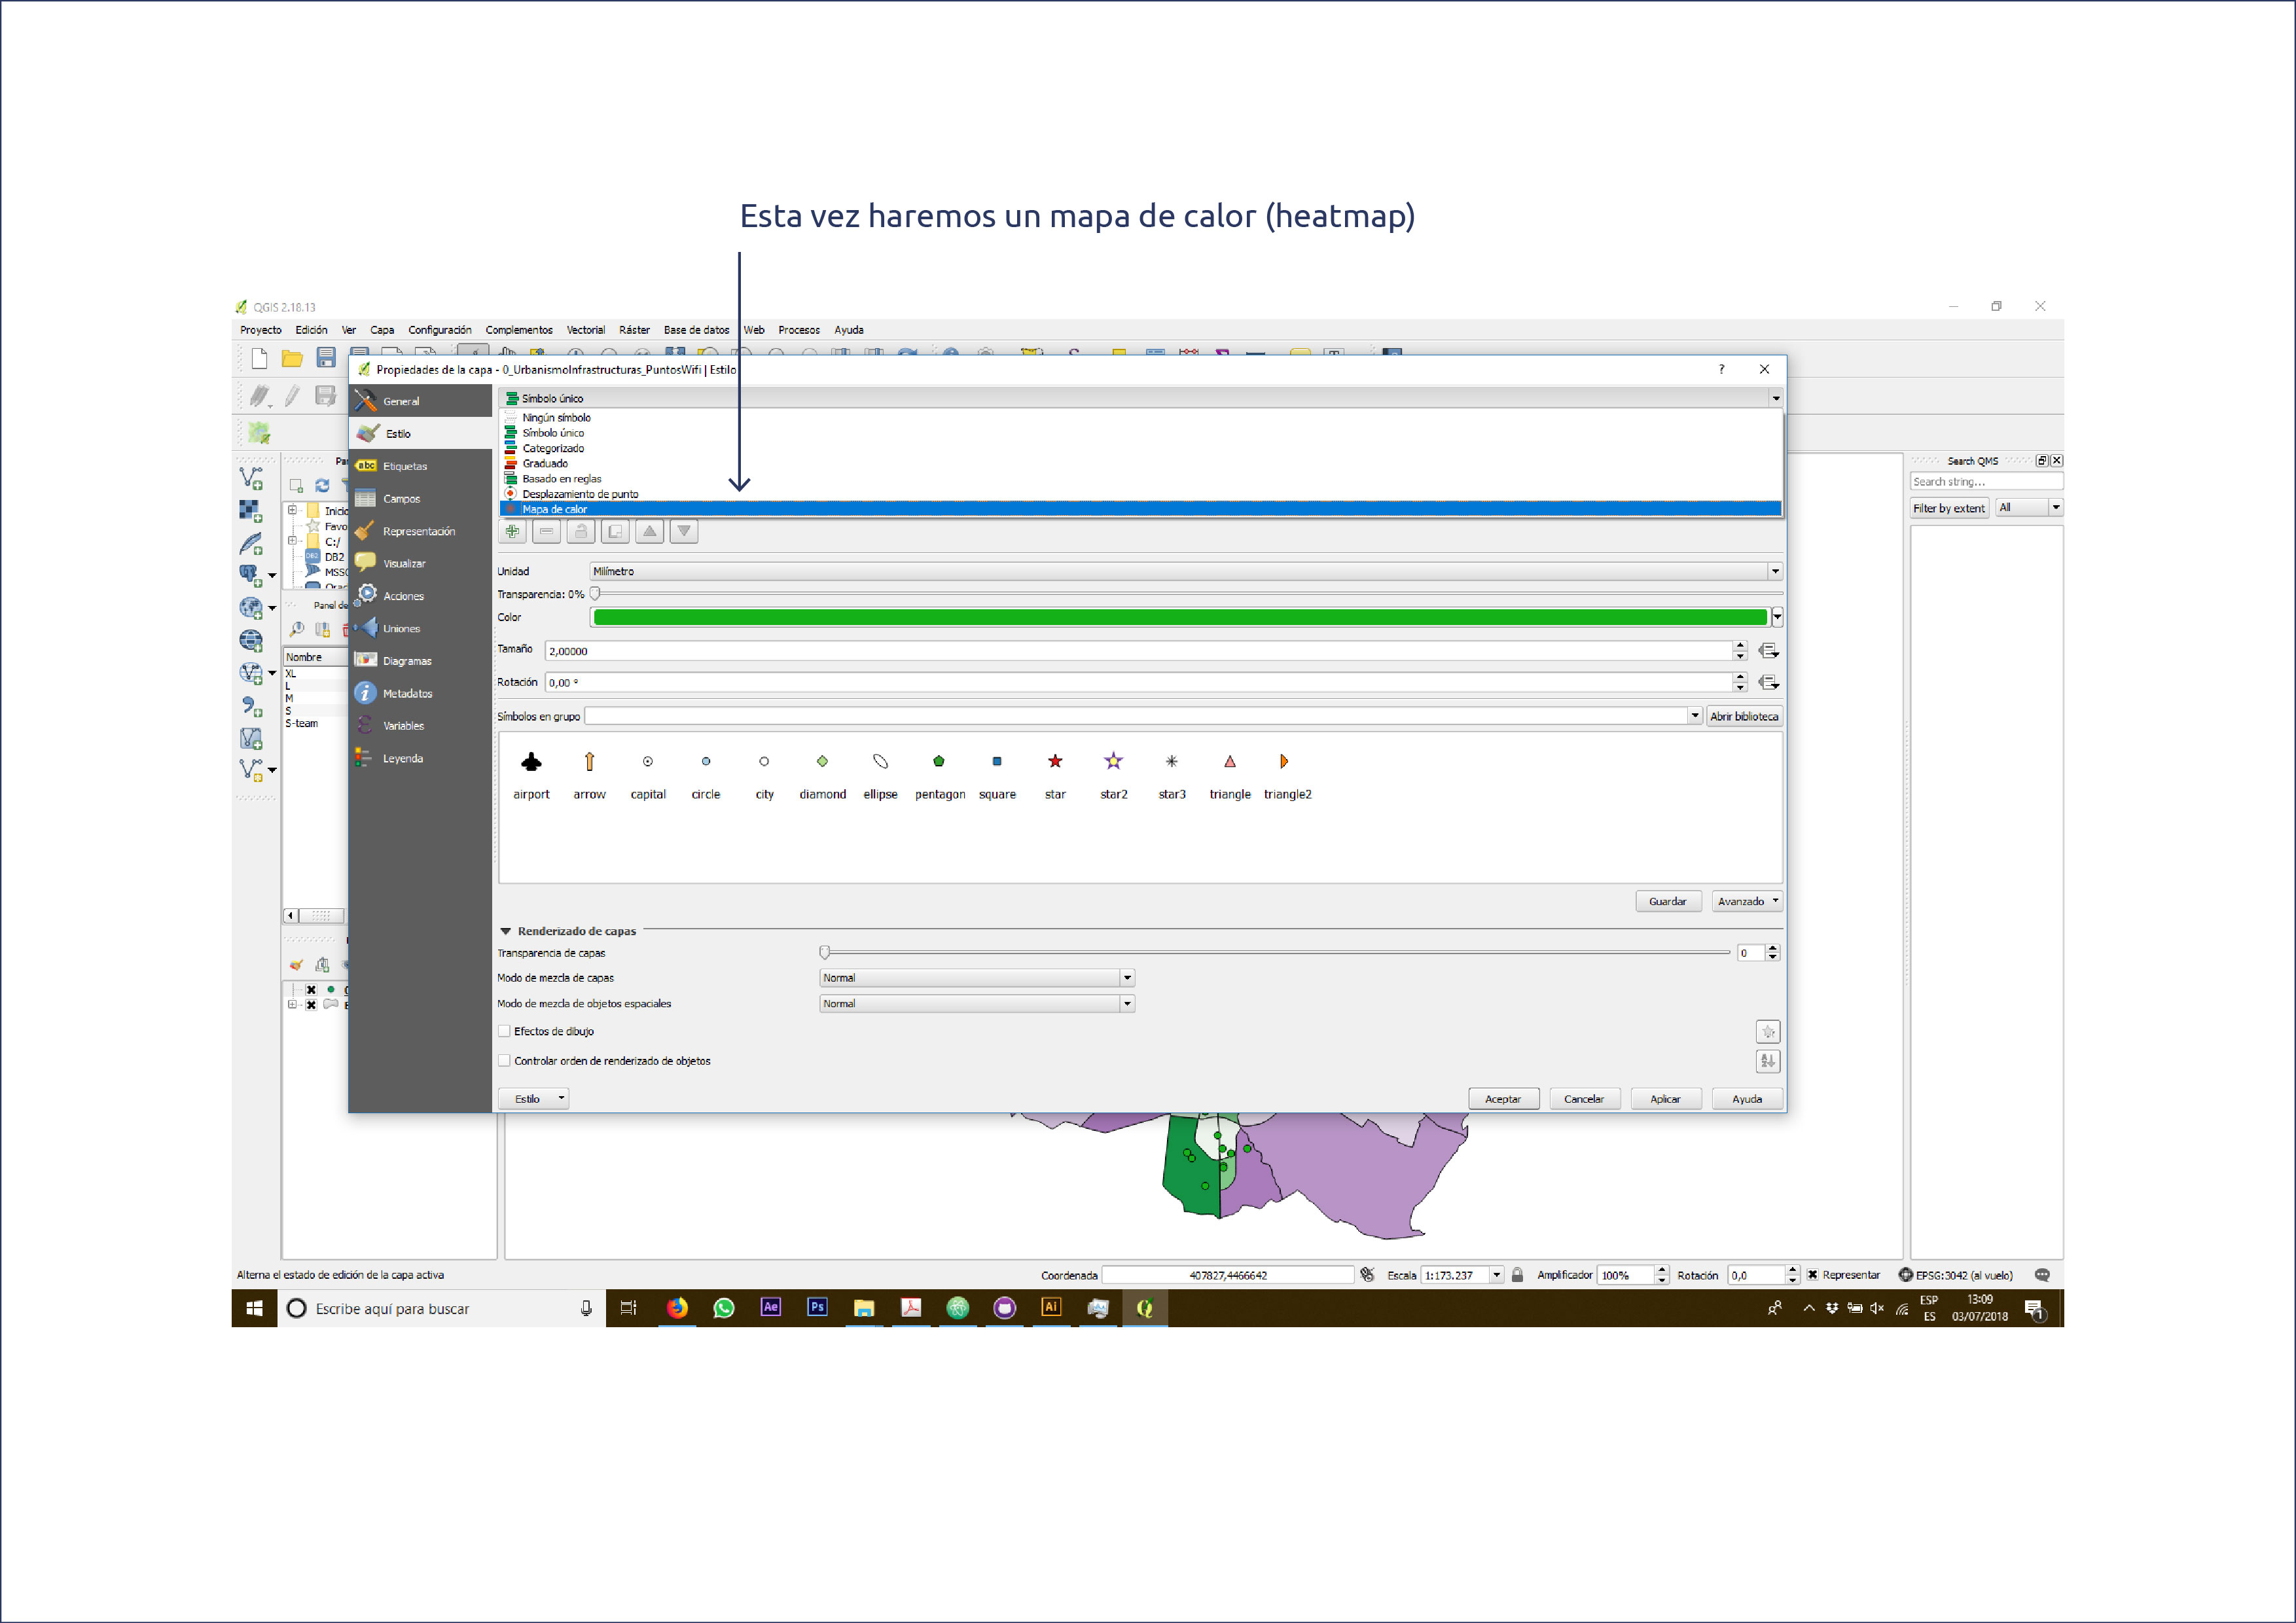 Esta vez haremos un mapa de calor (heatmap)
QGIS 2.18.13
Proyecto Edición Ver Capa Configuración Complementos Vectorial Ráster Base de datos Web Procesos Ayuda
Propiedades de la capa - 0_UrbanismoInfrastructuras_PuntosWifi | Estilo
General
Estilo
Etiquetas
Campos
Representación
Visualizar
Acciones
Uniones
Diagramas
Metadatos
Variables
Leyenda
Símbolo único
Ningún símbolo
Símbolo único
Categorizado
Graduado
Basado en reglas
Desplazamiento de punto
Mapa de calor
Unidad Milímetro
Transparencia: 0%
Color
Tamaño 2,00000
Rotación 0,00 °
Símbolos en grupo Abrir biblioteca
airport arrow capital circle city diamond ellipse pentagon square star star2 star3 triangle triangle2
Guardar Avanzado
Renderizado de capas
Transparencia de capas 0
Modo de mezcla de capas Normal
Modo de mezcla de objetos espaciales Normal
Efectos de dibujo
Controlar orden de renderizado de objetos
Estilo Aceptar Cancelar Aplicar Ayuda
C:/
DB2
Panel de
Nombre
XL
L
M
S
S-team
Search QMS
Search string...
Filter by extent All
Alterna el estado de edición de la capa activa
Coordenada 407827,4466642 Escala 1:173.237 Amplificador 100% Rotación 0,0 Representar EPSG:3042 (al vuelo)
Escribe aquí para buscar
Ae Ps Ai
ESP 13:09
ES 03/07/2018
1